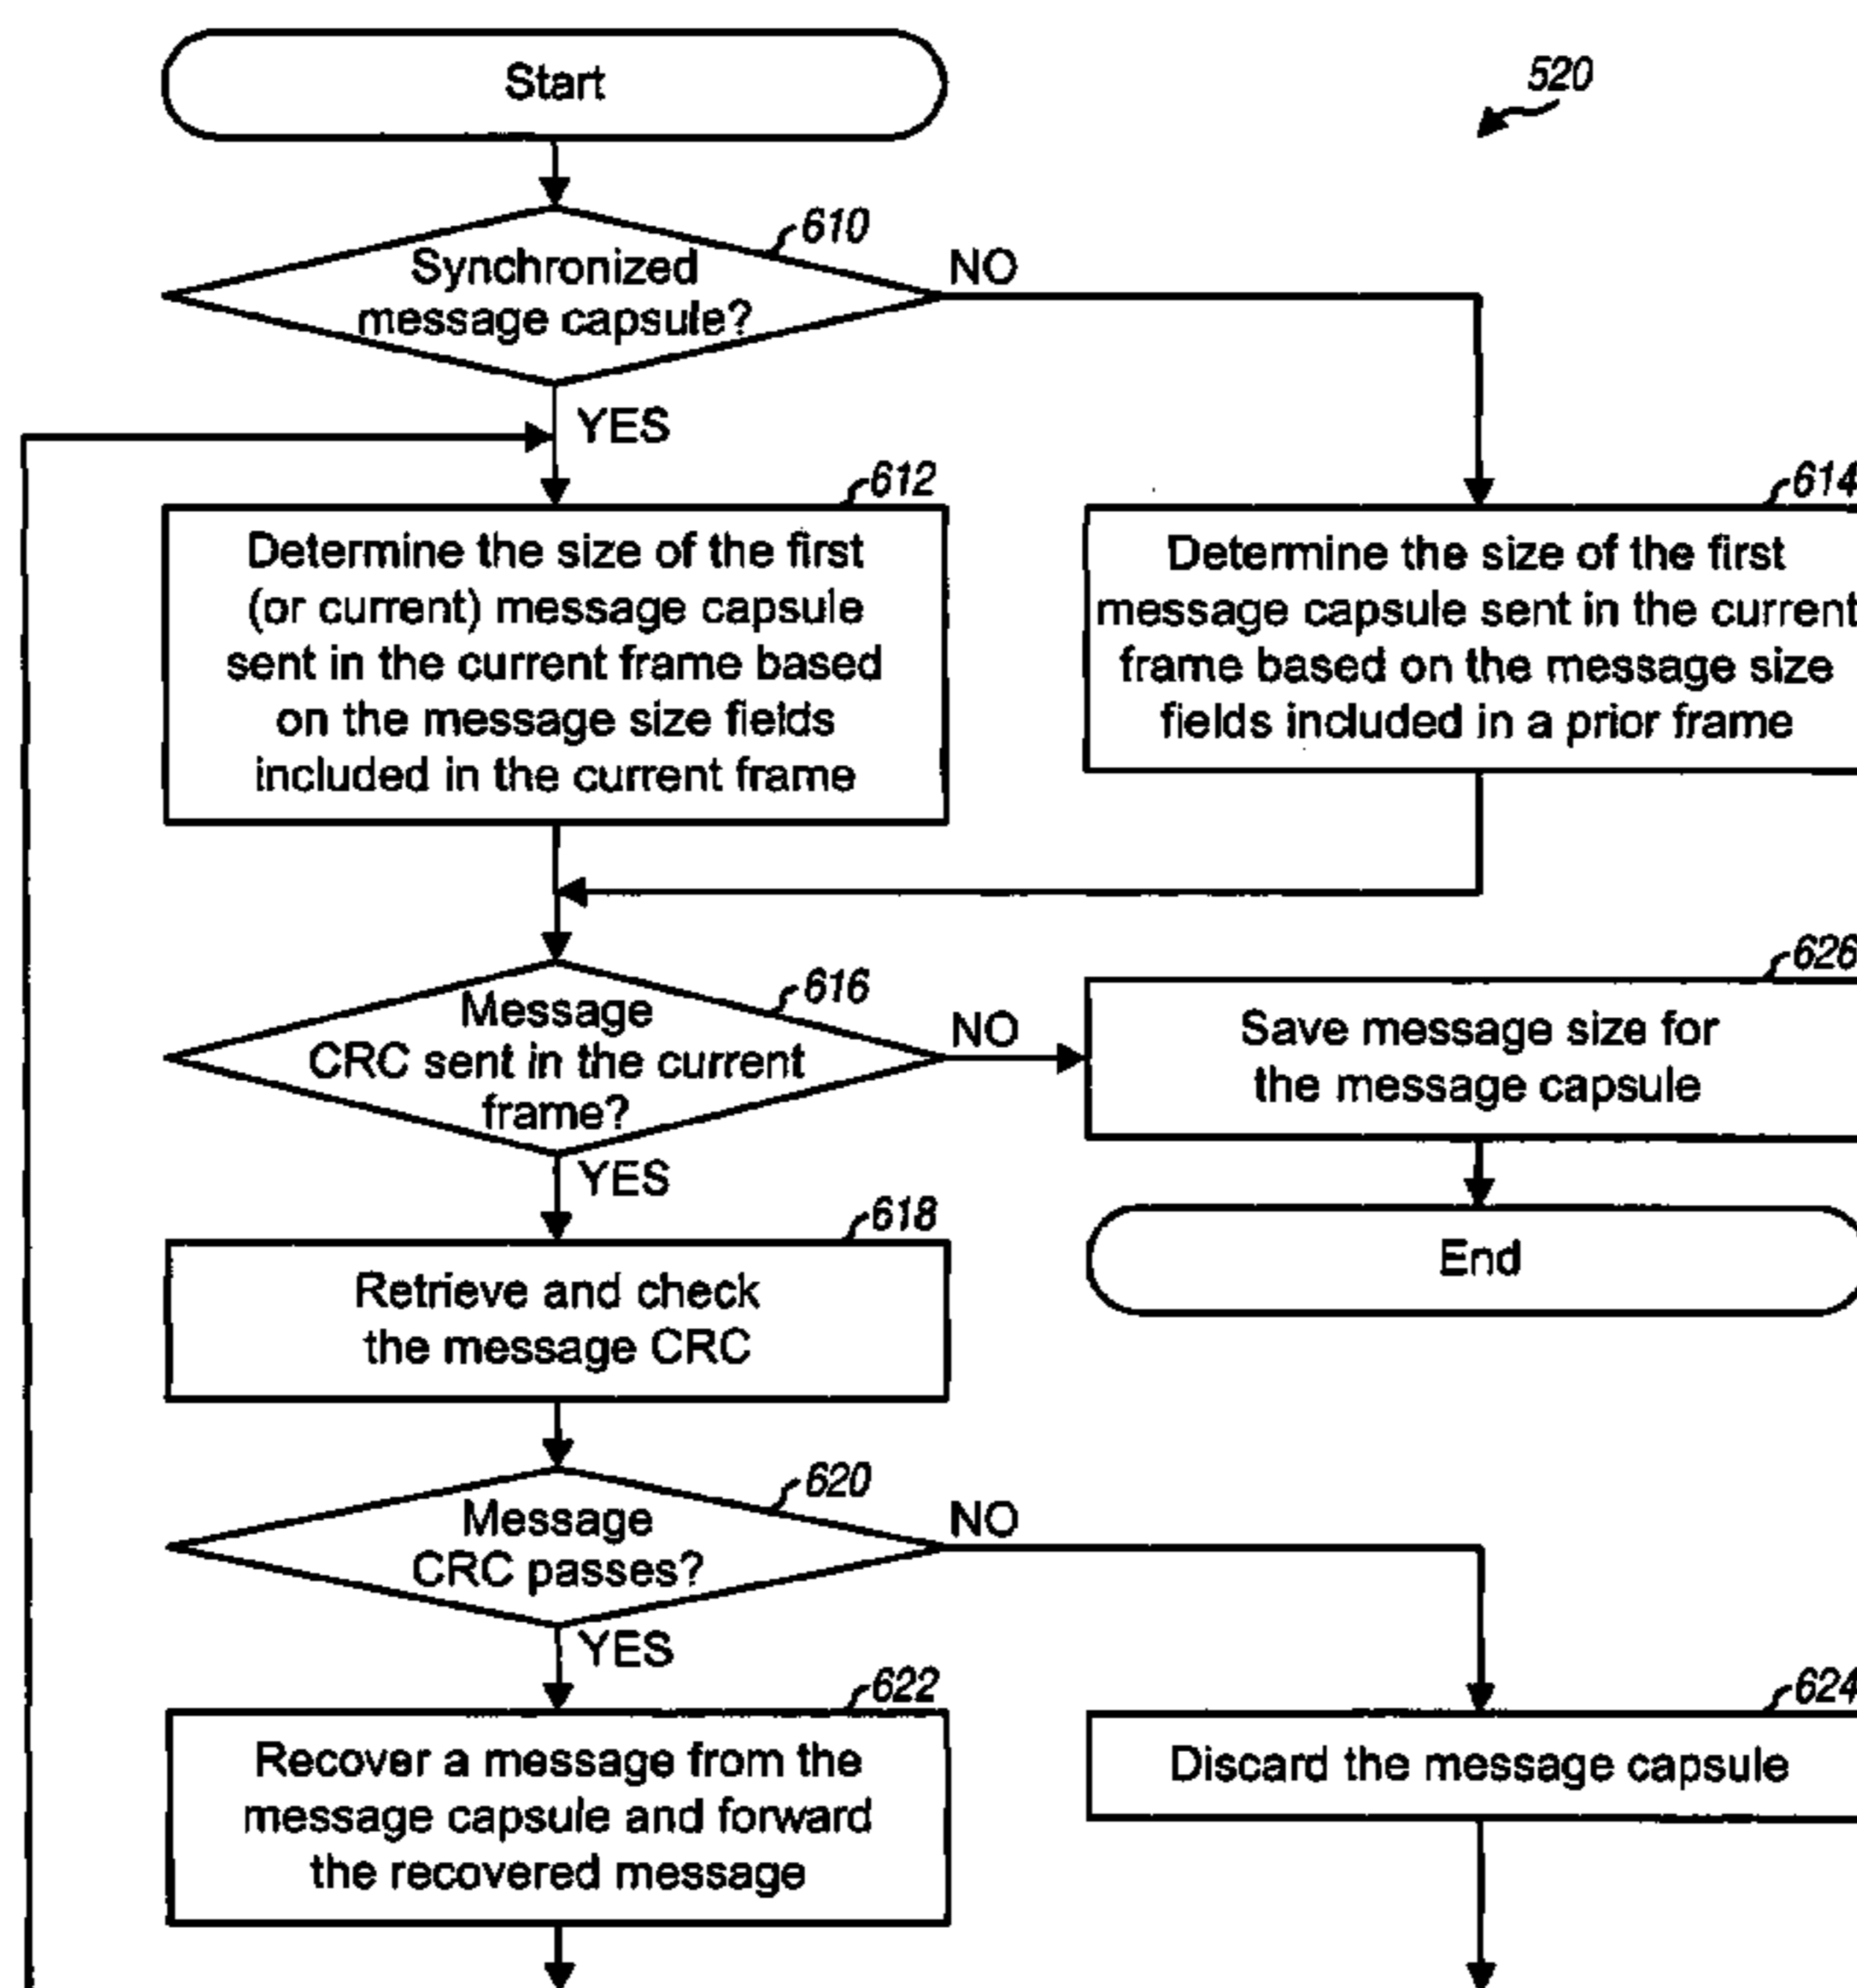 Start
520
610
Synchronized
message capsule?
NO
YES
612
Determine the size of the first
(or current) message capsule
sent in the current frame based
on the message size fields
included in the current frame
614
Determine the size of the first
message capsule sent in the current
frame based on the message size
fields included in a prior frame
616
Message
CRC sent in the current
frame?
NO
626
Save message size for
the message capsule
YES
End
618
Retrieve and check
the message CRC
620
Message
CRC passes?
NO
YES
622
Recover a message from the
message capsule and forward
the recovered message
624
Discard the message capsule